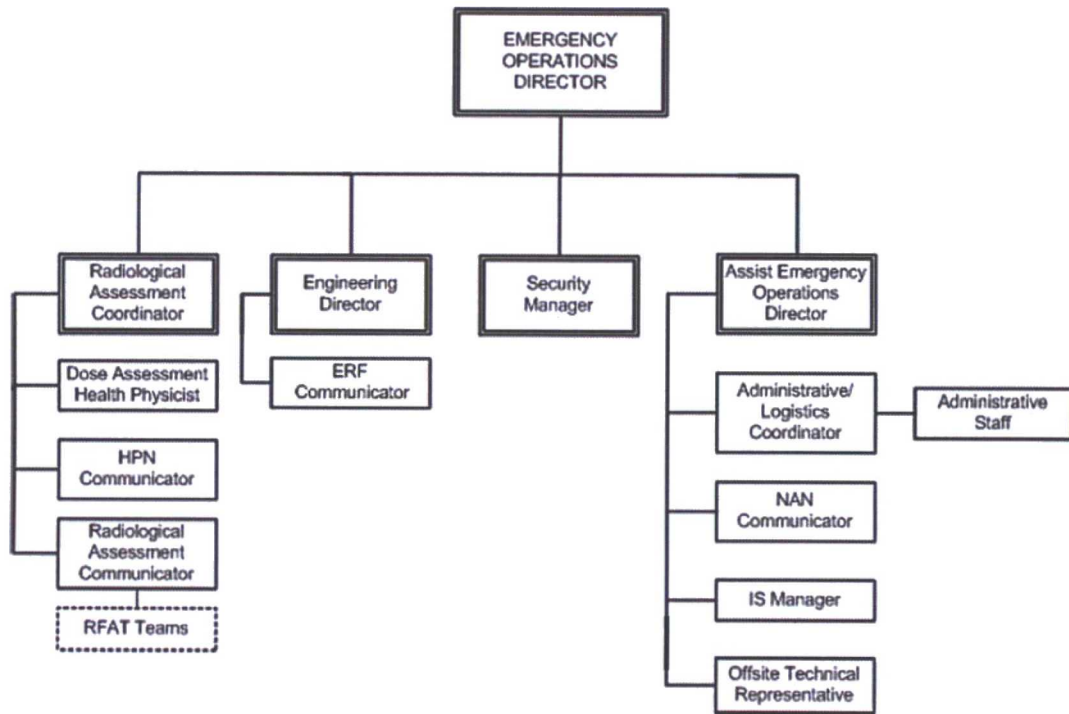 EMERGENCY
OPERATIONS
DIRECTOR
Radiological
Assessment
Coordinator
Engineering
Director
Security
Manager
Assist Emergency
Operations
Director
Dose Assessment
Health Physicist
ERF
Communicator
Administrative/
Logistics
Coordinator
Administrative
Staff
HPN
Communicator
NAN
Communicator
Radiological
Assessment
Communicator
IS Manager
RFAT Teams
Offsite Technical
Representative